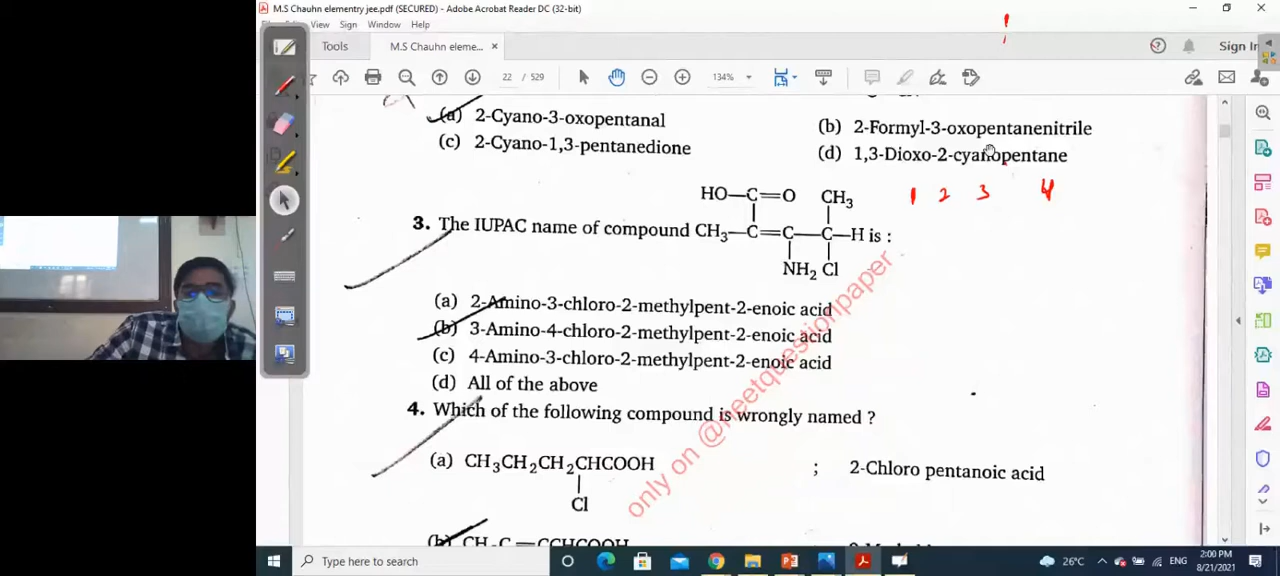 M.S Chauhn elementry jee.pdf (SECURED) - Adobe Acrobat Reader DC (32-bit)
View Sign Window Help
Tools M.S Chauhn eleme... × Sign In
22 / 529 134%
(a) 2-Cyano-3-oxopentanal (b) 2-Formyl-3-oxopentanenitrile
(c) 2-Cyano-1,3-pentanedione (d) 1,3-Dioxo-2-cyanopentane
HO—C=O CH3 1 2 3 4
3. The IUPAC name of compound CH3—C=C—C—H is :
NH2 Cl
(a) 2-Amino-3-chloro-2-methylpent-2-enoic acid
(b) 3-Amino-4-chloro-2-methylpent-2-enoic acid
(c) 4-Amino-3-chloro-2-methylpent-2-enoic acid
(d) All of the above
4. Which of the following compound is wrongly named ?
(a) CH3CH2CH2CHCOOH ; 2-Chloro pentanoic acid
Cl
only on @neetquestionpaper
Type here to search
26°C ENG 2:00 PM
8/21/2021